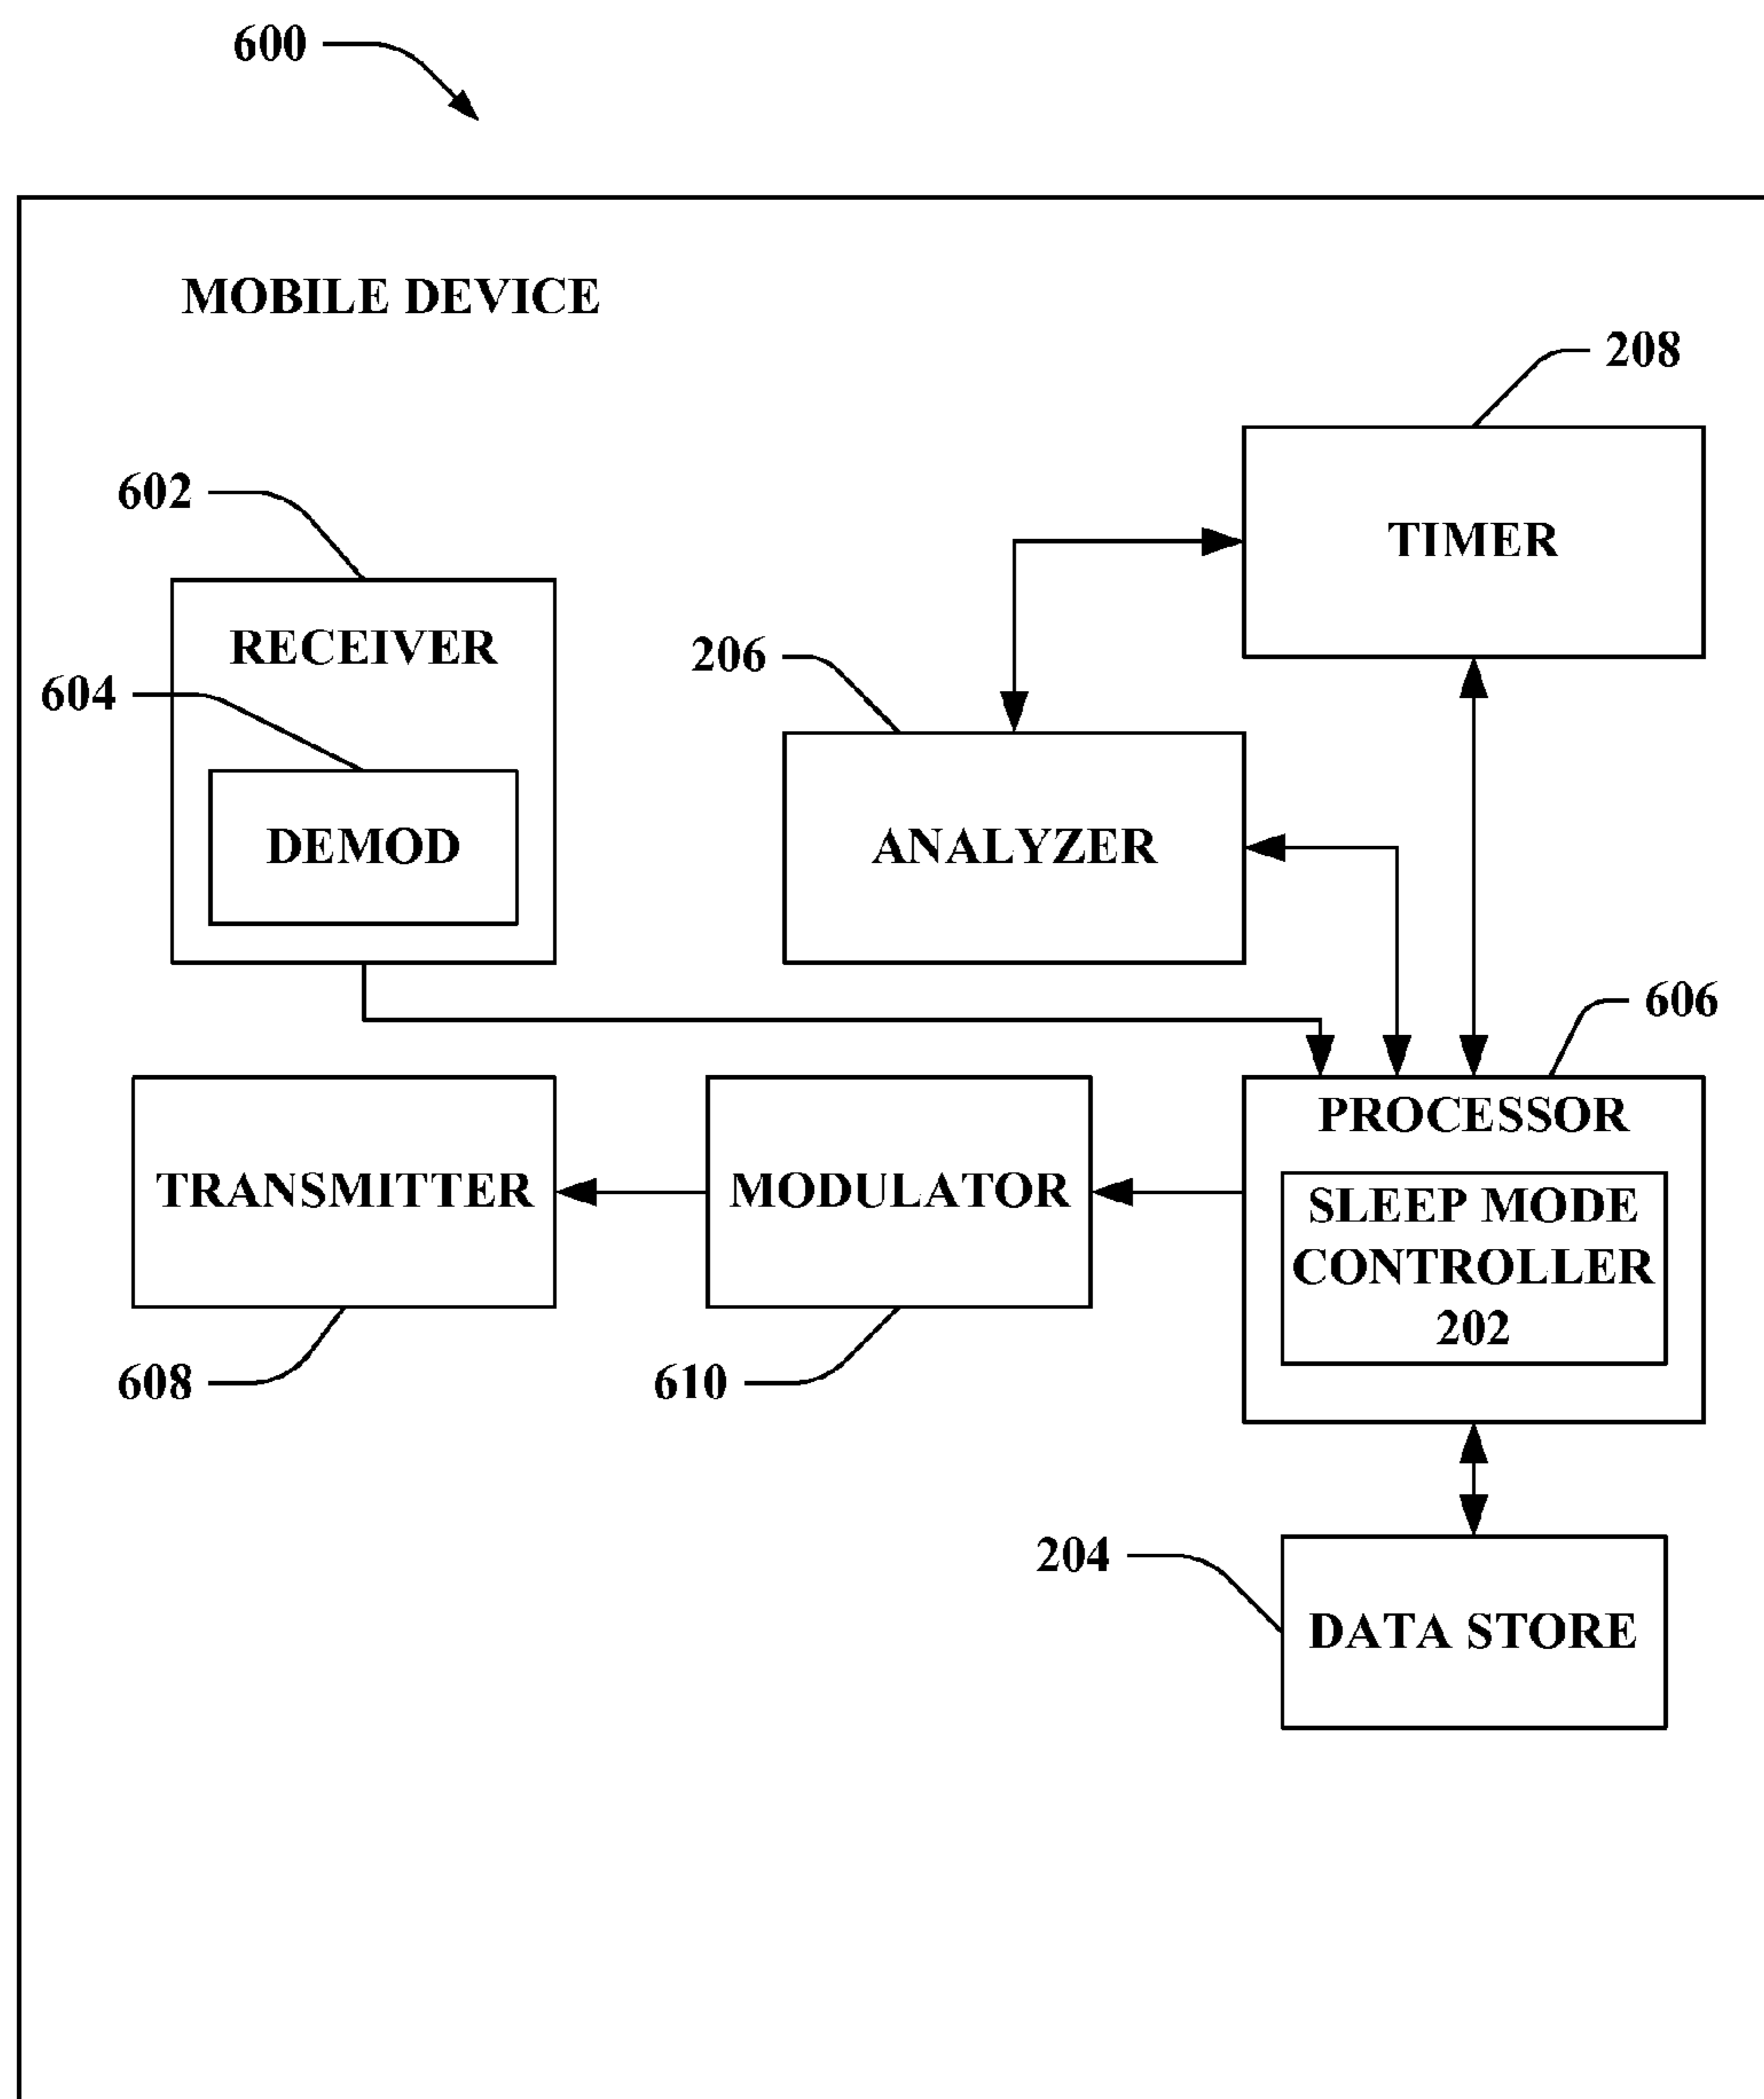 600
MOBILE DEVICE
208
TIMER
602
RECEIVER
206
604
DEMOD
ANALYZER
606
PROCESSOR
TRANSMITTER
MODULATOR
SLEEP MODE
CONTROLLER
202
608
610
204
DATA STORE